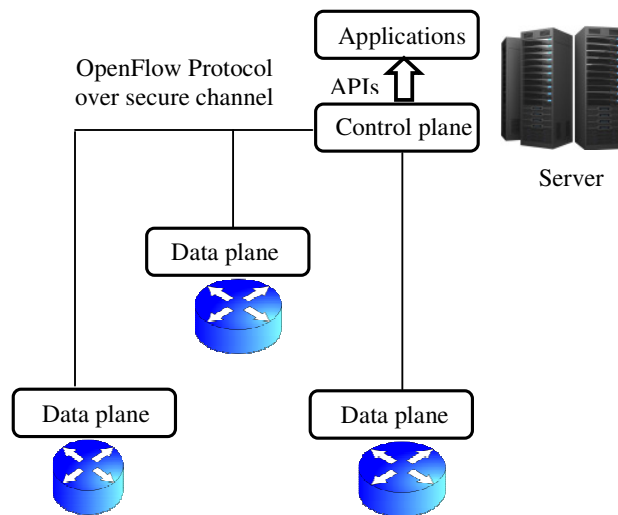 Applications
OpenFlow Protocol
over secure channel
APIs
Control plane
Server
Data plane
Data plane
Data plane